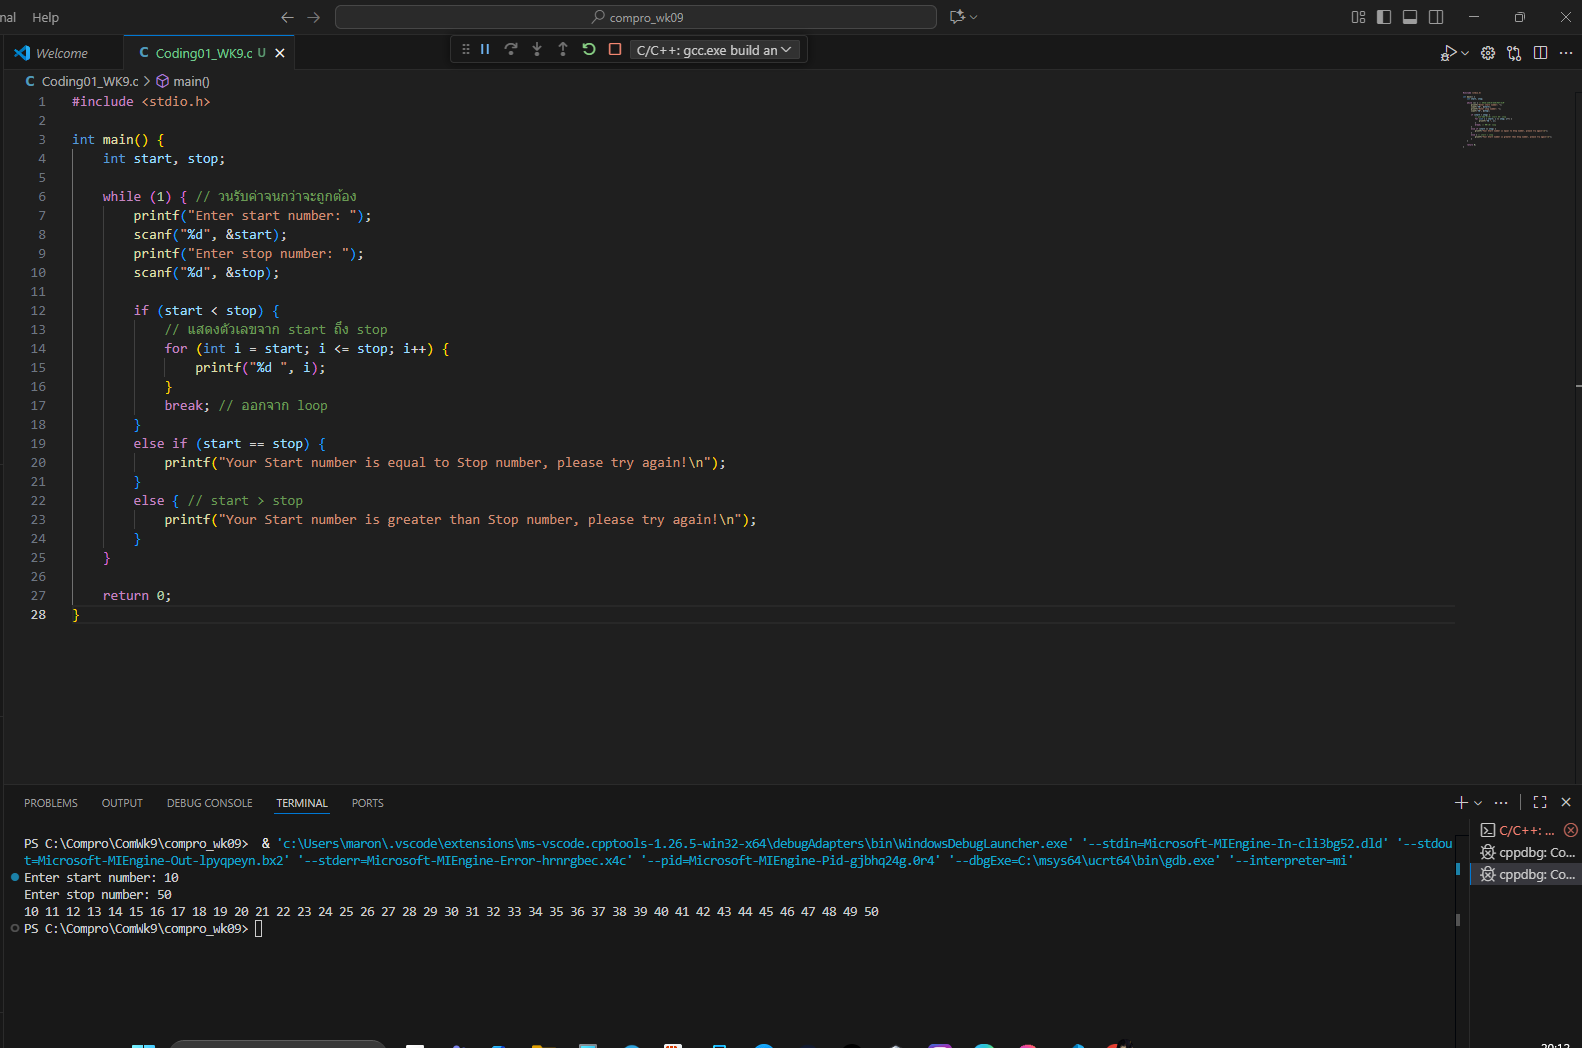 nal Help
compro_wk09
Welcome
C Coding01_WK9.c U
C/C++: gcc.exe build an
C Coding01_WK9.c > main()
1 #include <stdio.h>
2
3 int main() {
4 int start, stop;
5
6 while (1) { // วนรับค่าจนกว่าจะถูกต้อง
7 printf("Enter start number: ");
8 scanf("%d", &start);
9 printf("Enter stop number: ");
10 scanf("%d", &stop);
11
12 if (start < stop) {
13 // แสดงตัวเลขจาก start ถึง stop
14 for (int i = start; i <= stop; i++) {
15 printf("%d ", i);
16 }
17 break; // ออกจาก loop
18 }
19 else if (start == stop) {
20 printf("Your Start number is equal to Stop number, please try again!\n");
21 }
22 else { // start > stop
23 printf("Your Start number is greater than Stop number, please try again!\n");
24 }
25 }
26
27 return 0;
28 }
PROBLEMS OUTPUT DEBUG CONSOLE TERMINAL PORTS
PS C:\Compro\ComWk9\compro_wk09> & 'c:\Users\maron\.vscode\extensions\ms-vscode.cpptools-1.26.5-win32-x64\debugAdapters\bin\WindowsDebugLauncher.exe' '--stdin=Microsoft-MIEngine-In-cli3bg52.dld' '--stdou
t=Microsoft-MIEngine-Out-lpyqpeyn.bx2' '--stderr=Microsoft-MIEngine-Error-hrnrgbec.x4c' '--pid=Microsoft-MIEngine-Pid-gjbhq24g.0r4' '--dbgExe=C:\msys64\ucrt64\bin\gdb.exe' '--interpreter=mi'
Enter start number: 10
Enter stop number: 50
10 11 12 13 14 15 16 17 18 19 20 21 22 23 24 25 26 27 28 29 30 31 32 33 34 35 36 37 38 39 40 41 42 43 44 45 46 47 48 49 50
PS C:\Compro\ComWk9\compro_wk09>
C/C++: ...
cppdbg: Co...
cppdbg: Co...